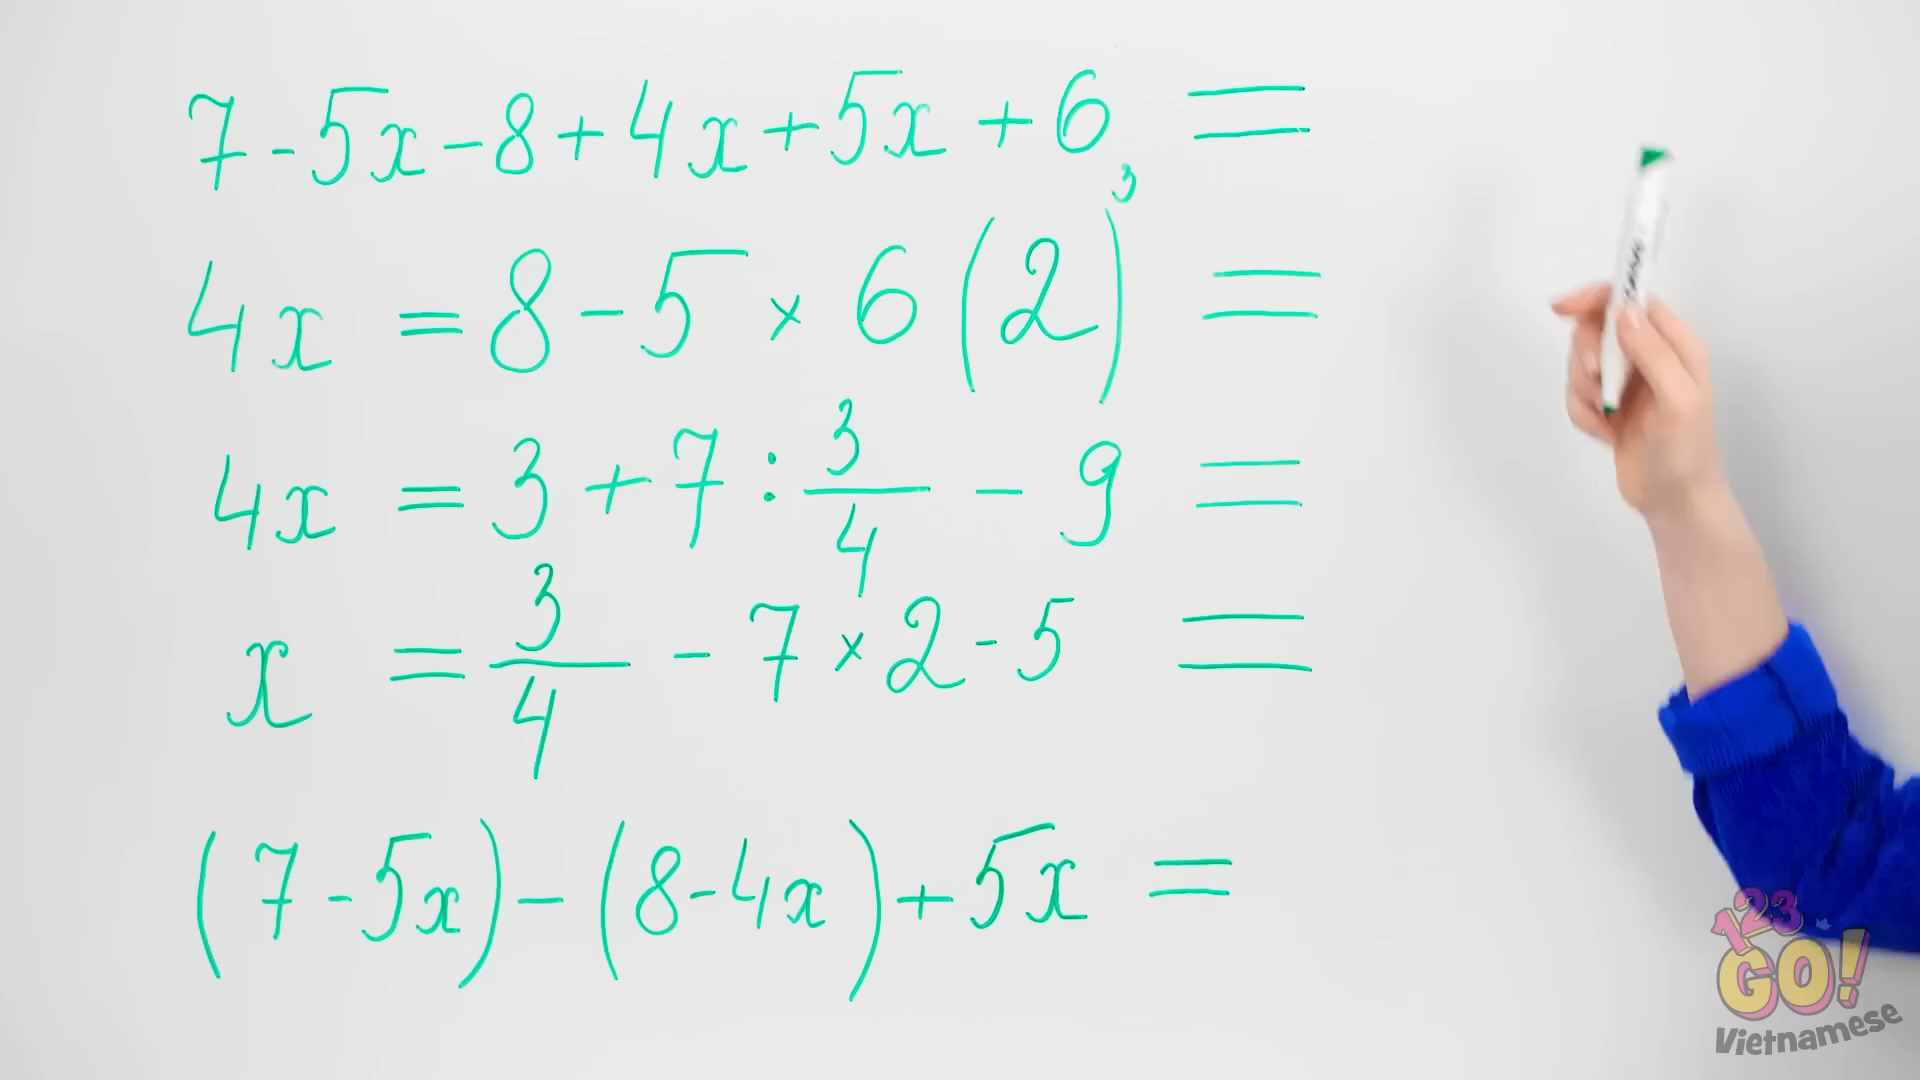 7-5x-8+4x+5x+6 =
4x = 8-5×6(2)³ =
4x = 3+7:3/4-9 =
x = 3/4-7×2-5 =
(7-5x)-(8-4x)+5x =
123
GO!
Vietnamese